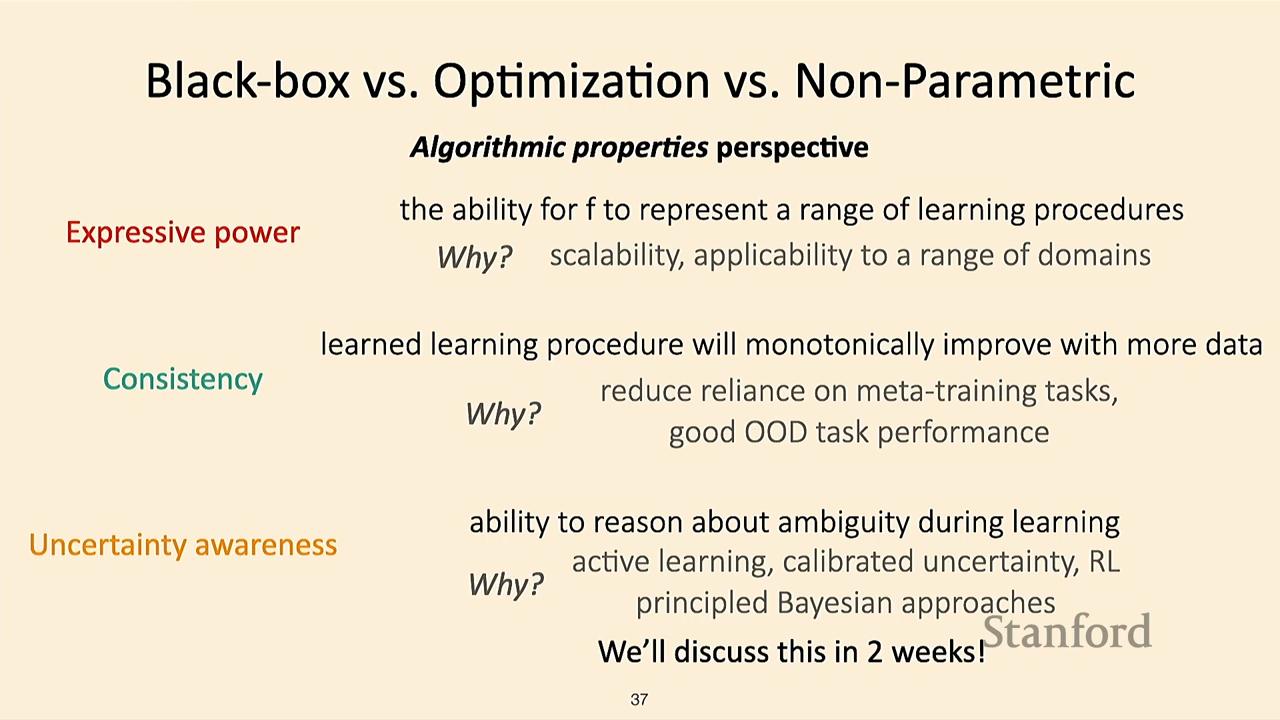 Black-box vs. Optimization vs. Non-Parametric
Algorithmic properties perspective
Expressive power
the ability for f to represent a range of learning procedures
Why? scalability, applicability to a range of domains
Consistency
learned learning procedure will monotonically improve with more data
Why? reduce reliance on meta-training tasks,
good OOD task performance
Uncertainty awareness
ability to reason about ambiguity during learning
Why? active learning, calibrated uncertainty, RL
principled Bayesian approaches
We'll discuss this in 2 weeks!
Stanford
37